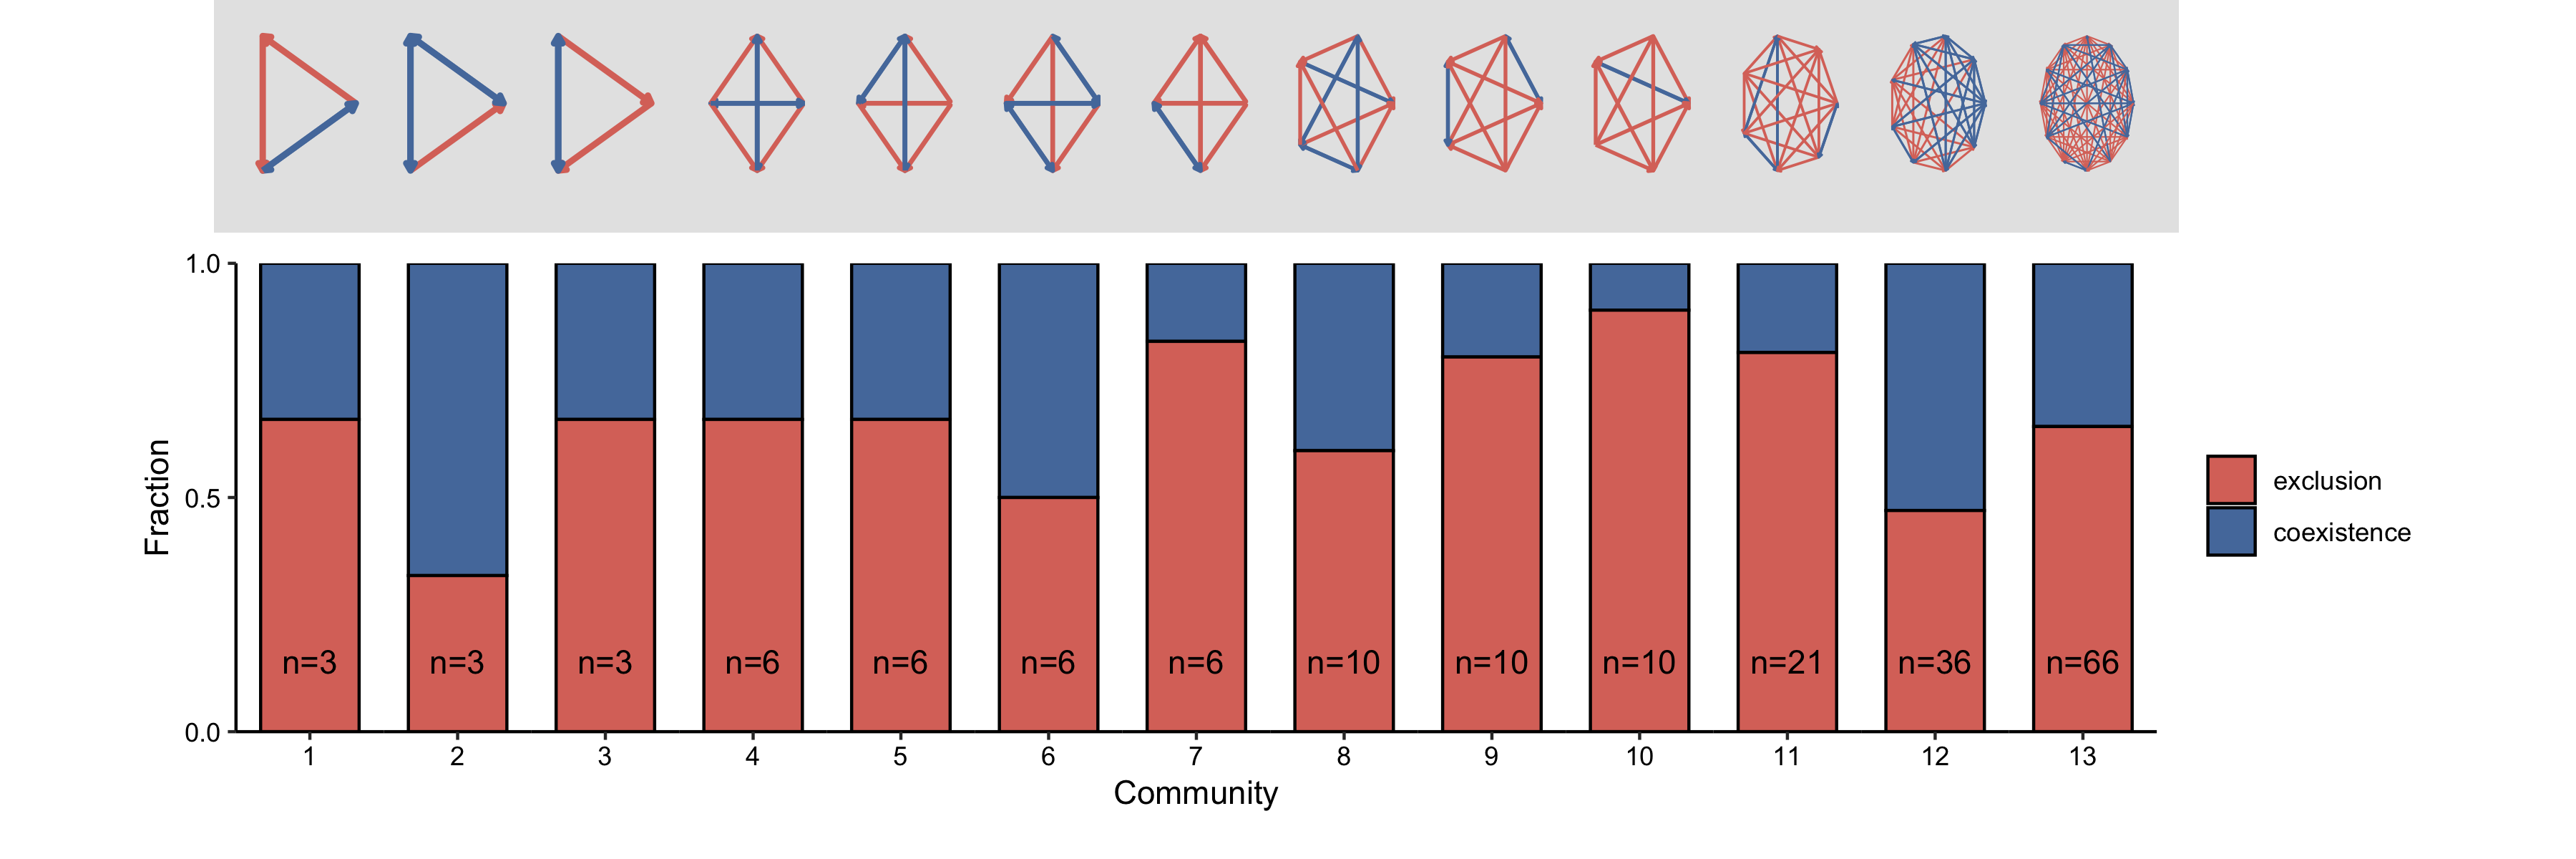 1.0
0.5
0.0
Fraction
n=3
n=3
n=3
n=6
n=6
n=6
n=6
n=10
n=10
n=10
n=21
n=36
n=66
1 2 3 4 5 6 7 8 9 10 11 12 13
Community
exclusion
coexistence